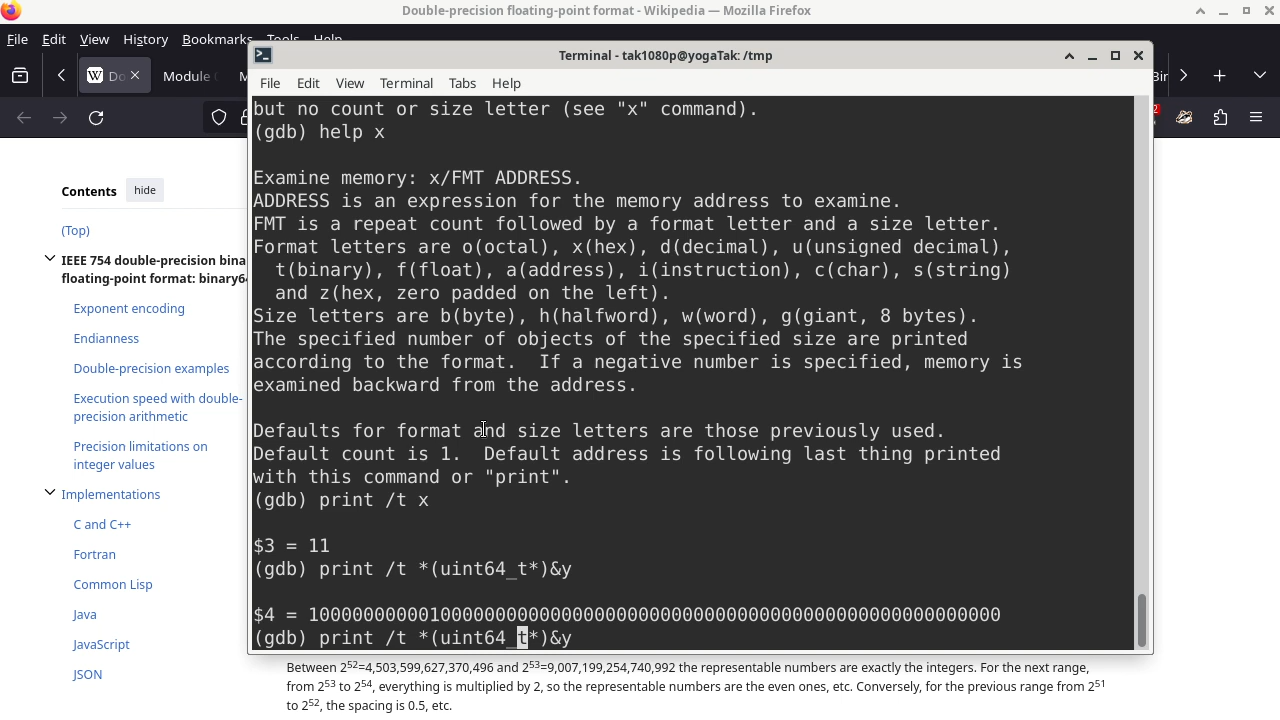 Double-precision floating-point format - Wikipedia — Mozilla Firefox
File Edit View History Bookmarks Tools Help
Terminal - tak1080p@yogaTak: /tmp
Do
Module
File Edit View Terminal Tabs Help
but no count or size letter (see "x" command).
(gdb) help x
Examine memory: x/FMT ADDRESS.
ADDRESS is an expression for the memory address to examine.
FMT is a repeat count followed by a format letter and a size letter.
Format letters are o(octal), x(hex), d(decimal), u(unsigned decimal),
t(binary), f(float), a(address), i(instruction), c(char), s(string)
and z(hex, zero padded on the left).
Size letters are b(byte), h(halfword), w(word), g(giant, 8 bytes).
The specified number of objects of the specified size are printed
according to the format.  If a negative number is specified, memory is
examined backward from the address.
Defaults for format and size letters are those previously used.
Default count is 1.  Default address is following last thing printed
with this command or "print".
(gdb) print /t x
$3 = 11
(gdb) print /t *(uint64_t*)&y
$4 = 100000000001000000000000000000000000000000000000000000000000000
(gdb) print /t *(uint64_t*)&y
Contents hide
(Top)
IEEE 754 double-precision bina
floating-point format: binary64
Exponent encoding
Endianness
Double-precision examples
Execution speed with double-
precision arithmetic
Precision limitations on
integer values
Implementations
C and C++
Fortran
Common Lisp
Java
JavaScript
JSON
Between 2⁵²=4,503,599,627,370,496 and 2⁵³=9,007,199,254,740,992 the representable numbers are exactly the integers. For the next range,
from 2⁵³ to 2⁵⁴, everything is multiplied by 2, so the representable numbers are the even ones, etc. Conversely, for the previous range from 2⁵¹
to 2⁵², the spacing is 0.5, etc.